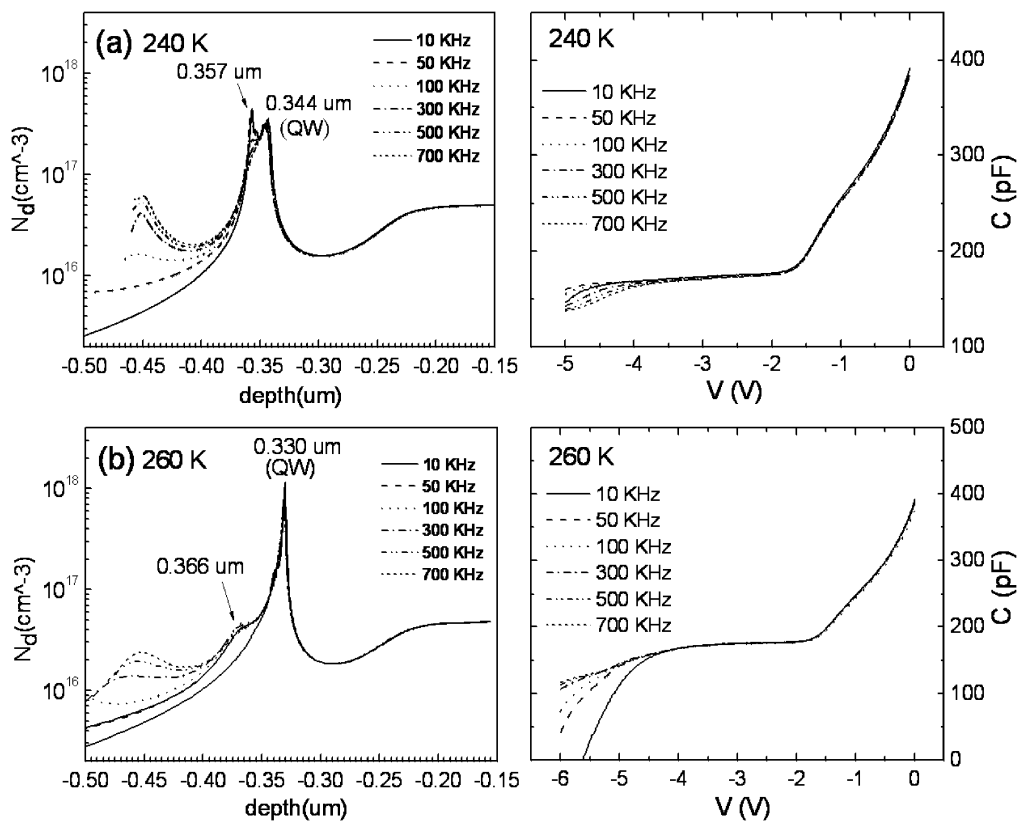 (a) 240 K
N_d(cm^-3)
10^18
10^17
10^16
0.357 um
0.344 um
(QW)
10 KHz
50 KHz
100 KHz
300 KHz
500 KHz
700 KHz
-0.50 -0.45 -0.40 -0.35 -0.30 -0.25 -0.20 -0.15
depth(um)
240 K
10 KHz
50 KHz
100 KHz
300 KHz
500 KHz
700 KHz
400
300
200
100
C (pF)
-5 -4 -3 -2 -1 0
V (V)
(b) 260 K
N_d(cm^-3)
10^18
10^17
10^16
0.330 um
(QW)
0.366 um
10 KHz
50 KHz
100 KHz
300 KHz
500 KHz
700 KHz
-0.50 -0.45 -0.40 -0.35 -0.30 -0.25 -0.20 -0.15
depth(um)
260 K
10 KHz
50 KHz
100 KHz
300 KHz
500 KHz
700 KHz
500
400
300
200
100
0
C (pF)
-6 -5 -4 -3 -2 -1 0
V (V)